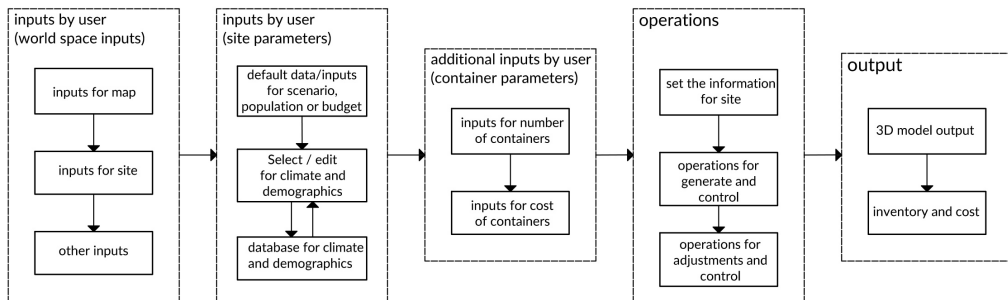 inputs by user
(world space inputs)
inputs for map
inputs for site
other inputs
inputs by user
(site parameters)
default data/inputs
for scenario,
population or budget
Select / edit
for climate and
demographics
database for climate
and demographics
additional inputs by user
(container parameters)
inputs for number
of containers
inputs for cost
of containers
operations
set the information
for site
operations for
generate and
control
operations for
adjustments and
control
output
3D model output
inventory and cost